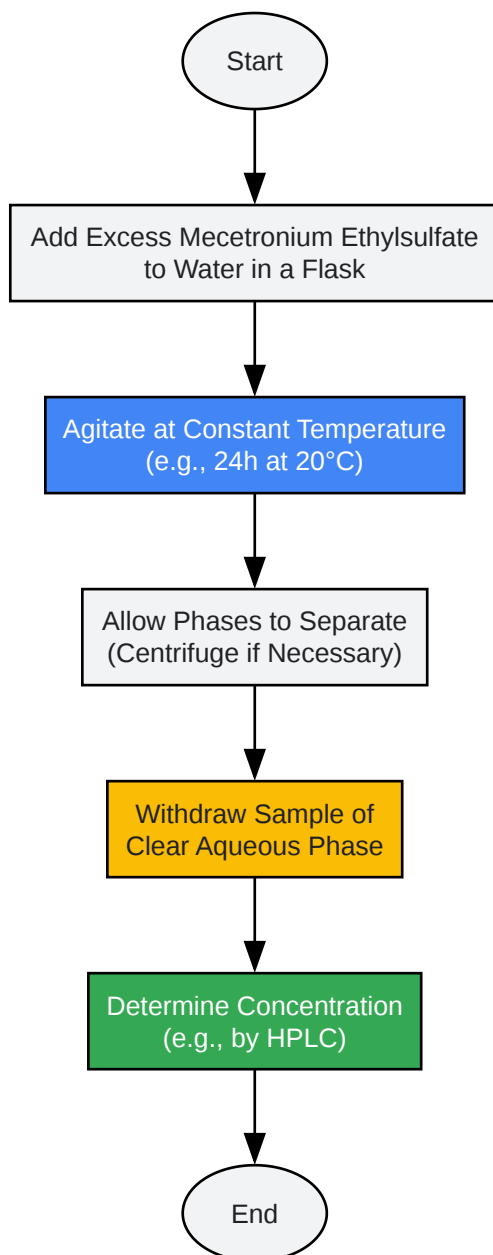 Start
Add Excess Mecetronium Ethylsulfate
to Water in a Flask
Agitate at Constant Temperature
(e.g., 24h at 20°C)
Allow Phases to Separate
(Centrifuge if Necessary)
Withdraw Sample of
Clear Aqueous Phase
Determine Concentration
(e.g., by HPLC)
End